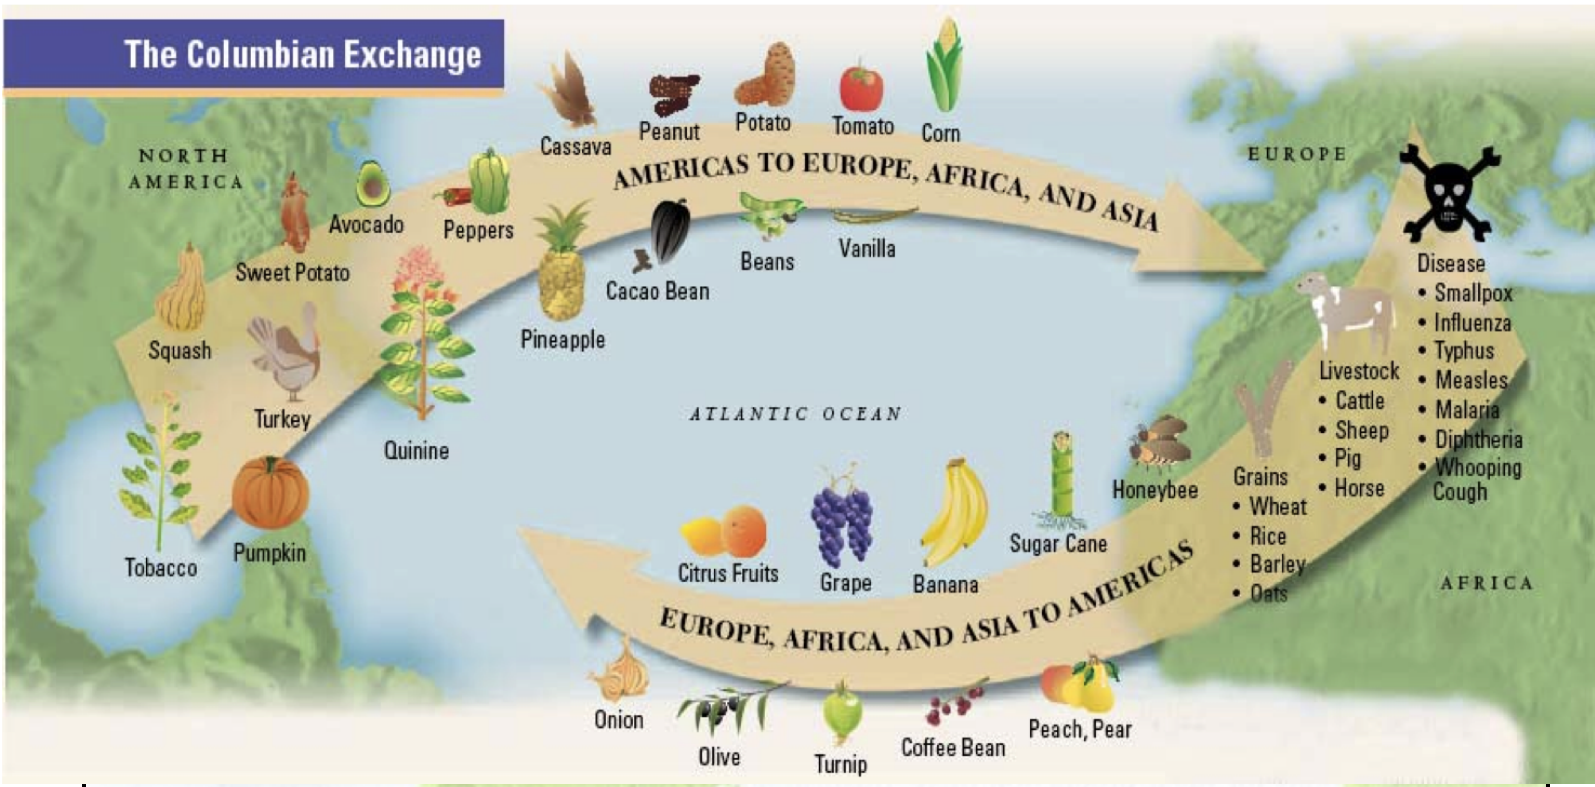 The Columbian Exchange
NORTH
AMERICA
EUROPE
Cassava
Peanut
Potato
Tomato
Corn
AMERICAS TO EUROPE, AFRICA, AND ASIA
Avocado
Peppers
Sweet Potato
Squash
Turkey
Quinine
Pineapple
Cacao Bean
Beans
Vanilla
Tobacco
Pumpkin
ATLANTIC OCEAN
Disease
• Smallpox
• Influenza
• Typhus
• Measles
• Malaria
• Diphtheria
• Whooping
Cough
Livestock
• Cattle
• Sheep
• Pig
• Horse
Grains
• Wheat
• Rice
• Barley
• Oats
Honeybee
Sugar Cane
Banana
Grape
Citrus Fruits
AFRICA
EUROPE, AFRICA, AND ASIA TO AMERICAS
Onion
Olive
Turnip
Coffee Bean
Peach, Pear